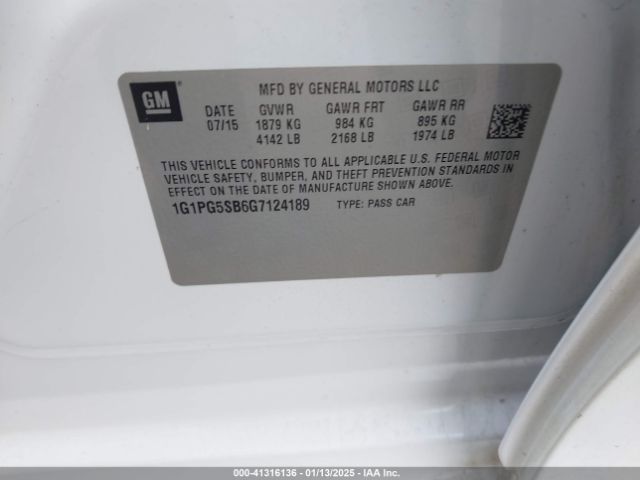 GM
MFD BY GENERAL MOTORS LLC
DATE GVWR GAWR FRT GAWR RR
07/15 1879 KG 984 KG 895 KG
4142 LB 2168 LB 1974 LB
THIS VEHICLE CONFORMS TO ALL APPLICABLE U.S. FEDERAL MOTOR
VEHICLE SAFETY, BUMPER, AND THEFT PREVENTION STANDARDS IN
EFFECT ON THE DATE OF MANUFACTURE SHOWN ABOVE.
1G1PG5SB6G7124189 TYPE: PASS CAR
000-41316136 - 01/13/2025 - IAA Inc.